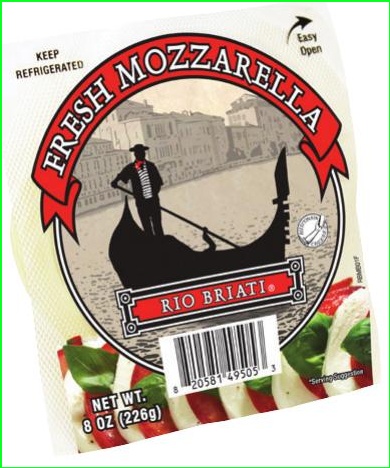 KEEP
REFRIGERATED
Easy
Open
FRESH MOZZARELLA
RIO BRIATI®
8 20581 49505 3
NET WT.
8 OZ (226g)
*Serving Suggestion